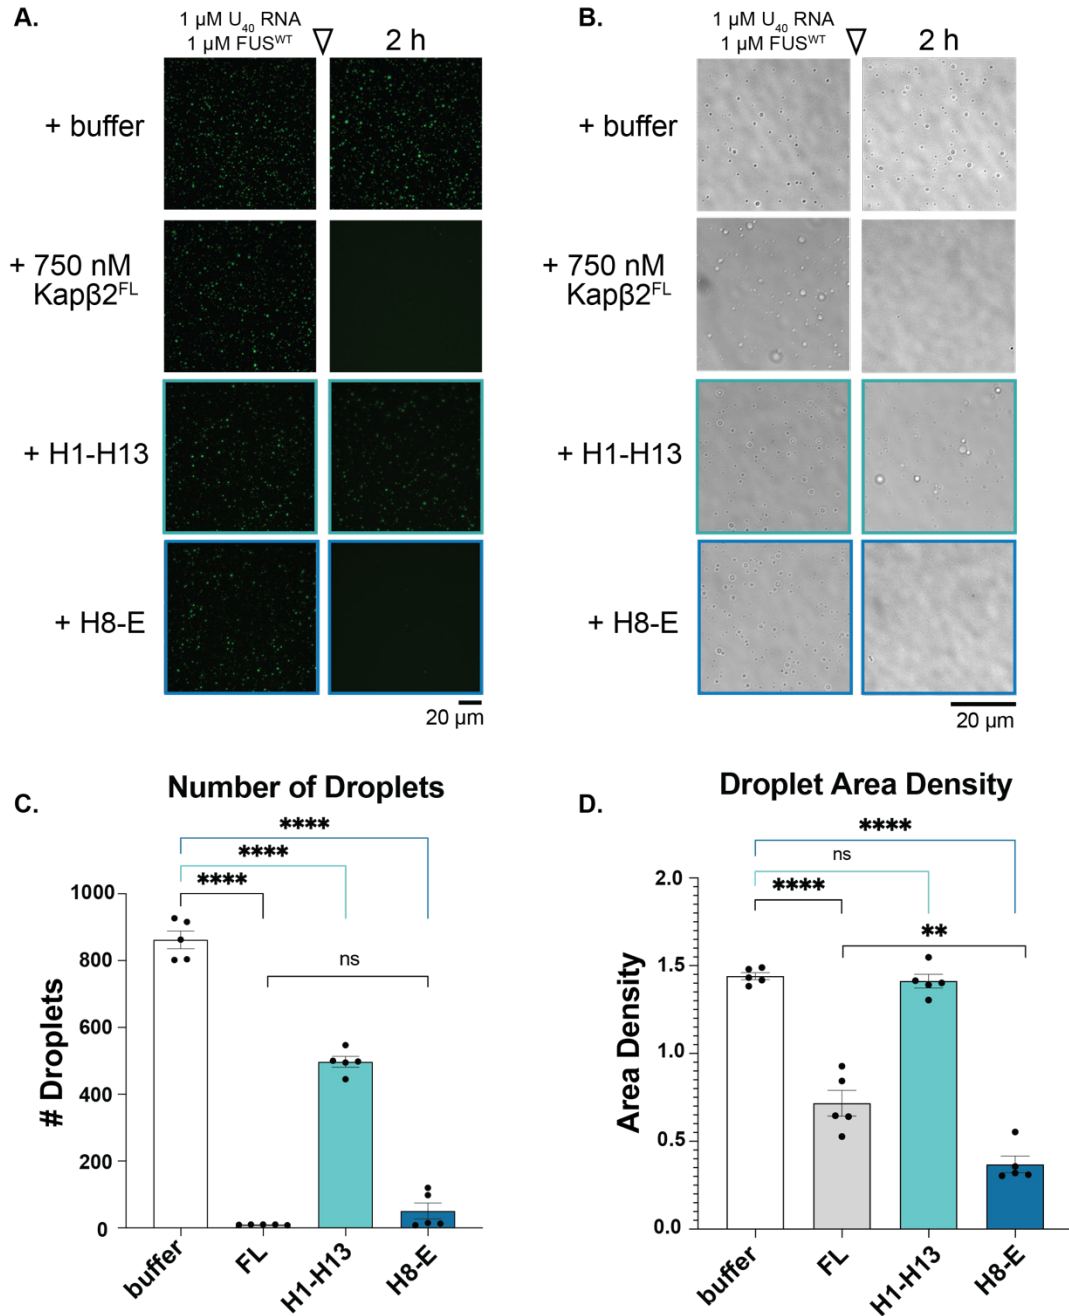 A.
1 µM U40 RNA
1 µM FUSWT
2 h
+ buffer
+ 750 nM
Kapβ2FL
+ H1-H13
+ H8-E
20 µm
B.
1 µM U40 RNA
1 µM FUSWT
2 h
+ buffer
+ 750 nM
Kapβ2FL
+ H1-H13
+ H8-E
20 µm
C.
Number of Droplets
****
****
****
ns
# Droplets
1000
800
600
400
200
0
buffer
FL
H1-H13
H8-E
D.
Droplet Area Density
****
ns
****
**
Area Density
2.0
1.5
1.0
0.5
0.0
buffer
FL
H1-H13
H8-E